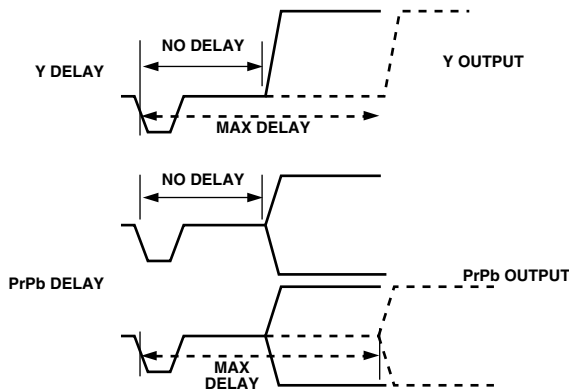 NO DELAY
Y DELAY
Y OUTPUT
MAX DELAY
NO DELAY
PrPb DELAY
PrPb OUTPUT
MAX
DELAY